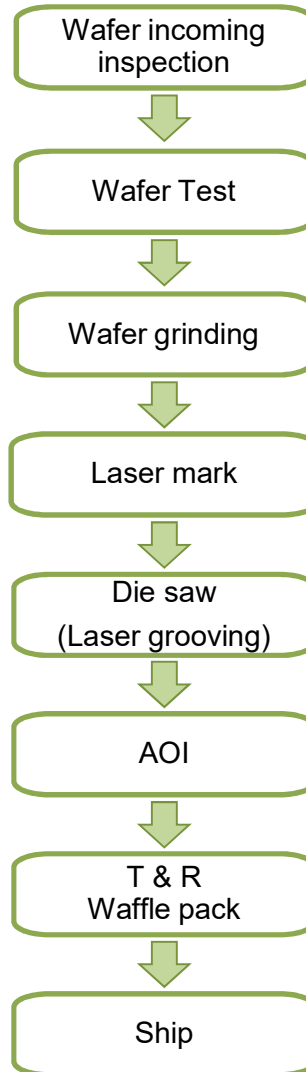 Wafer incoming
inspection
Wafer Test
Wafer grinding
Laser mark
Die saw
(Laser grooving)
AOI
T & R
Waffle pack
Ship